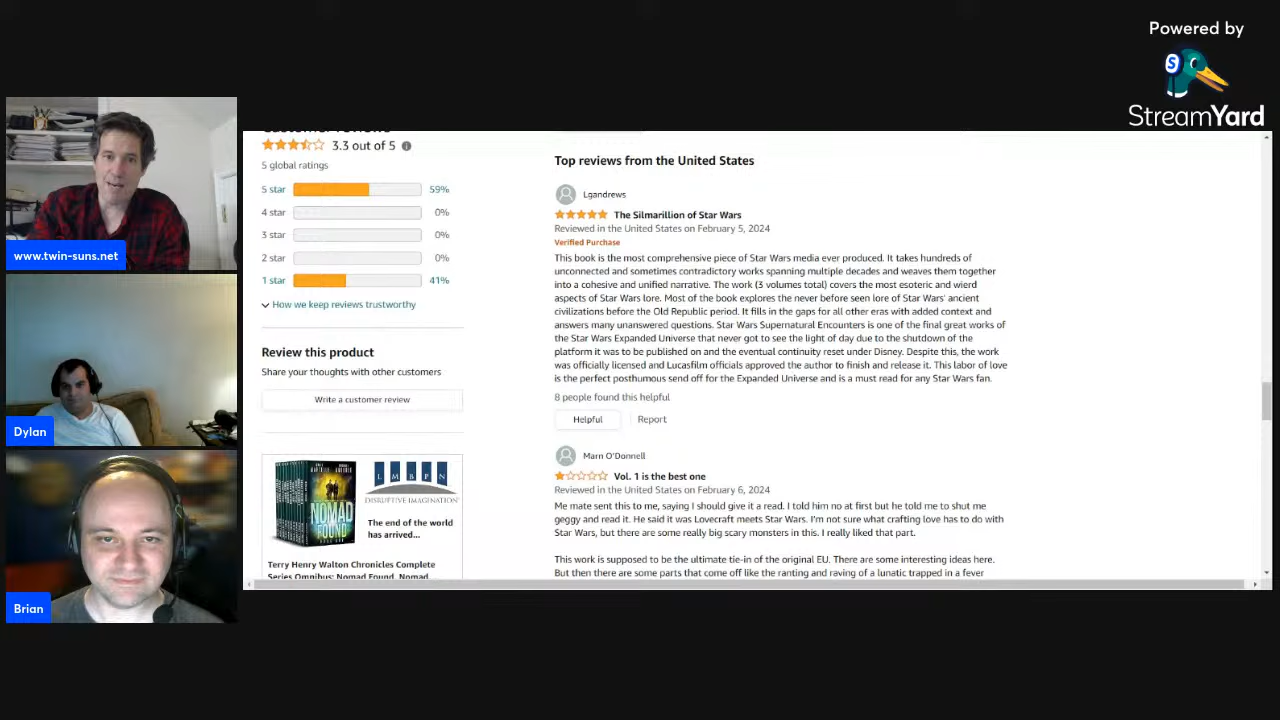 Powered by
S
StreamYard
www.twin-suns.net
Dylan
Brian
Customer reviews
3.3 out of 5
5 global ratings
5 star 59%
4 star 0%
3 star 0%
2 star 0%
1 star 41%
How we keep reviews trustworthy
Review this product
Share your thoughts with other customers
Write a customer review
NOMAD
FOUND
LMBPN
DISRUPTIVE IMAGINATION
The end of the world
has arrived...
Terry Henry Walton Chronicles Complete
Series Omnibus: Nomad Found, Nomad...
Top reviews from the United States
Lgandrews
The Silmarillion of Star Wars
Reviewed in the United States on February 5, 2024
Verified Purchase
This book is the most comprehensive piece of Star Wars media ever produced. It takes hundreds of
unconnected and sometimes contradictory works spanning multiple decades and weaves them together
into a cohesive and unified narrative. The work (3 volumes total) covers the most esoteric and wierd
aspects of Star Wars lore. Most of the book explores the never before seen lore of Star Wars' ancient
civilizations before the Old Republic period. It fills in the gaps for all other eras with added context and
answers many unanswered questions. Star Wars Supernatural Encounters is one of the final great works of
the Star Wars Expanded Universe that never got to see the light of day due to the shutdown of the
platform it was to be published on and the eventual continuity reset under Disney. Despite this, the work
was officially licensed and Lucasfilm officials approved the author to finish and release it. This labor of love
is the perfect posthumous send off for the Expanded Universe and is a must read for any Star Wars fan.
8 people found this helpful
Helpful
Report
Marn O'Donnell
Vol. 1 is the best one
Reviewed in the United States on February 6, 2024
Me mate sent this to me, saying I should give it a read. I told him no at first but he told me to shut me
geggy and read it. He said it was Lovecraft meets Star Wars. I'm not sure what crafting love has to do with
Star Wars, but there are some really big scary monsters in this. I really liked that part.
This work is supposed to be the ultimate tie-in of the original EU. There are some interesting ideas here.
But then there are some parts that come off like the ranting and raving of a lunatic trapped in a fever